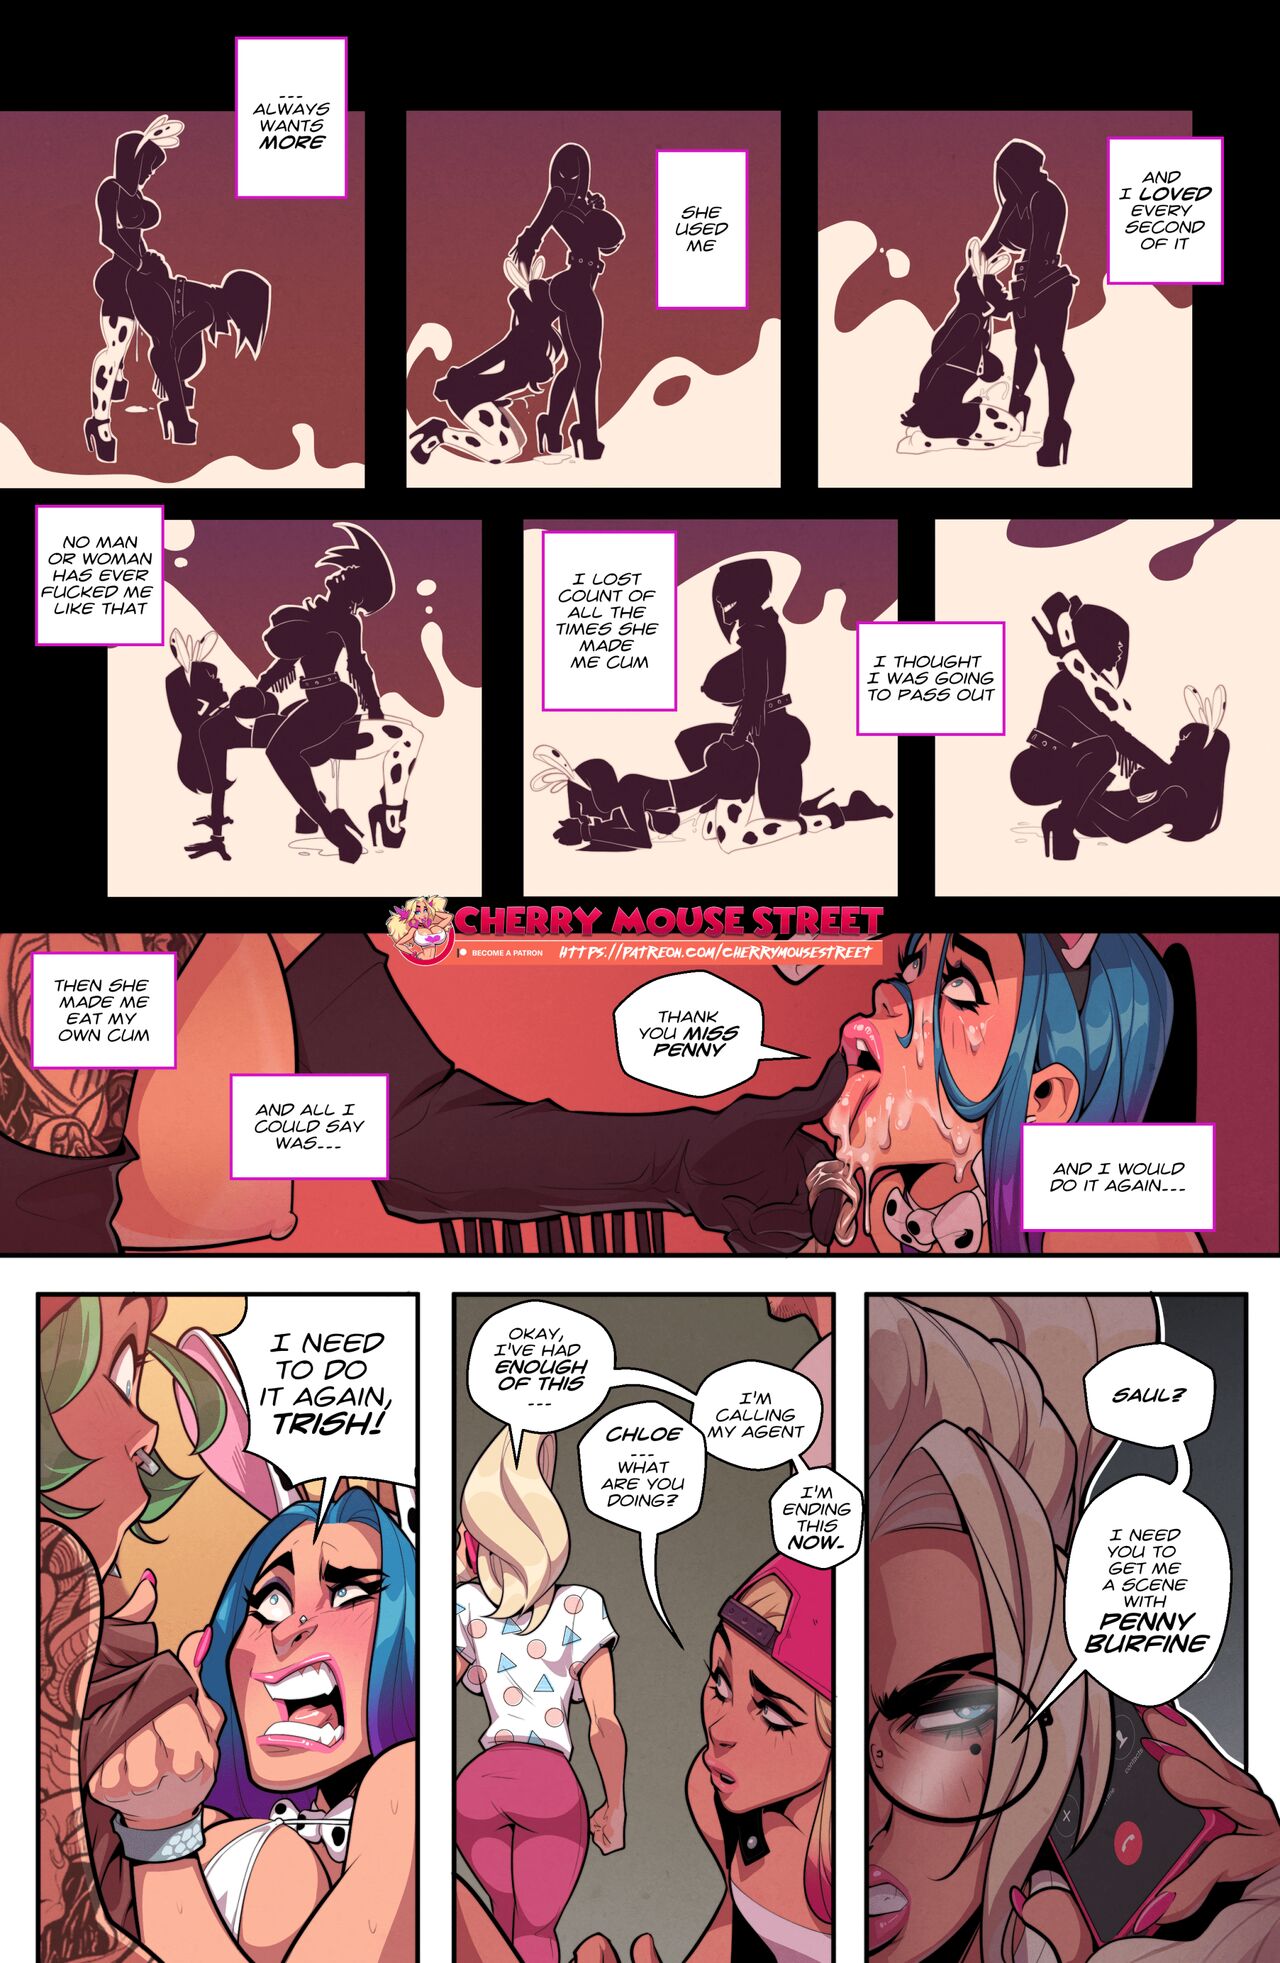 ---
ALWAYS
WANTS
MORE
SHE
USED
ME
AND
I LOVED
EVERY
SECOND
OF IT
NO MAN
OR WOMAN
HAS EVER
FUCKED ME
LIKE THAT
I LOST
COUNT OF
ALL THE
TIMES SHE
MADE
ME CUM
I THOUGHT
I WAS GOING
TO PASS OUT
CHERRY MOUSE STREET
BECOME A PATRON HTTPS://PATREON.COM/CHERRYMOUSESTREET
THEN SHE
MADE ME
EAT MY
OWN CUM
AND ALL I
COULD SAY
WAS---
THANK
YOU MISS
PENNY
AND I WOULD
DO IT AGAIN---
I NEED
TO DO
IT AGAIN,
TRISH!
OKAY,
I'VE HAD
ENOUGH
OF THIS
---
I'M
CALLING
MY AGENT
CHLOE
---
WHAT
ARE YOU
DOING?
I'M
ENDING
THIS
NOW-
SAUL?
I NEED
YOU TO
GET ME
A SCENE
WITH
PENNY
BURFINE